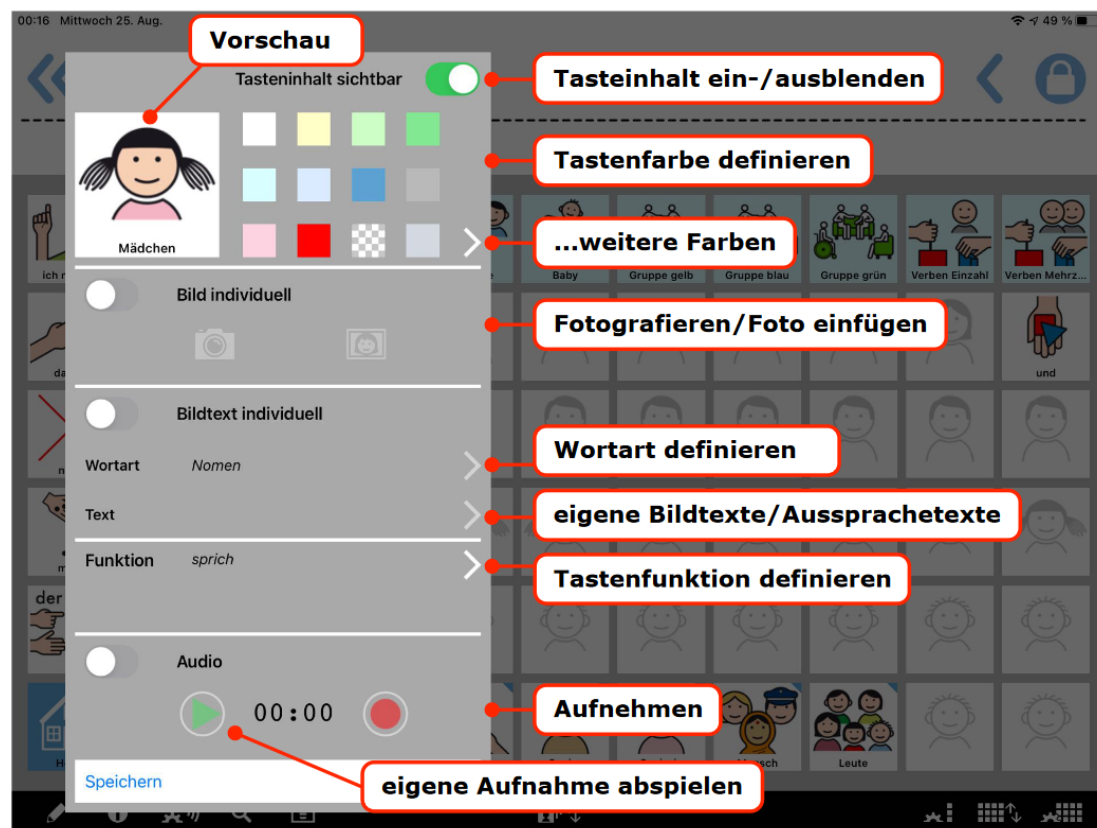 00:16 Mittwoch 25. Aug.
49 %
Vorschau
Tasteninhalt sichtbar
Tasteinhalt ein-/ausblenden
Tastenfarbe definieren
Mädchen
...weitere Farben
ich
Baby
Gruppe gelb
Gruppe blau
Gruppe grün
Verben Einzahl
Verben Mehrz...
Bild individuell
Fotografieren/Foto einfügen
da
und
Bildtext individuell
Wortart definieren
Wortart
Nomen
Text
eigene Bildtexte/Aussprachetexte
Funktion
sprich
Tastenfunktion definieren
der
Audio
00:00
Aufnehmen
Leute
Speichern
eigene Aufnahme abspielen